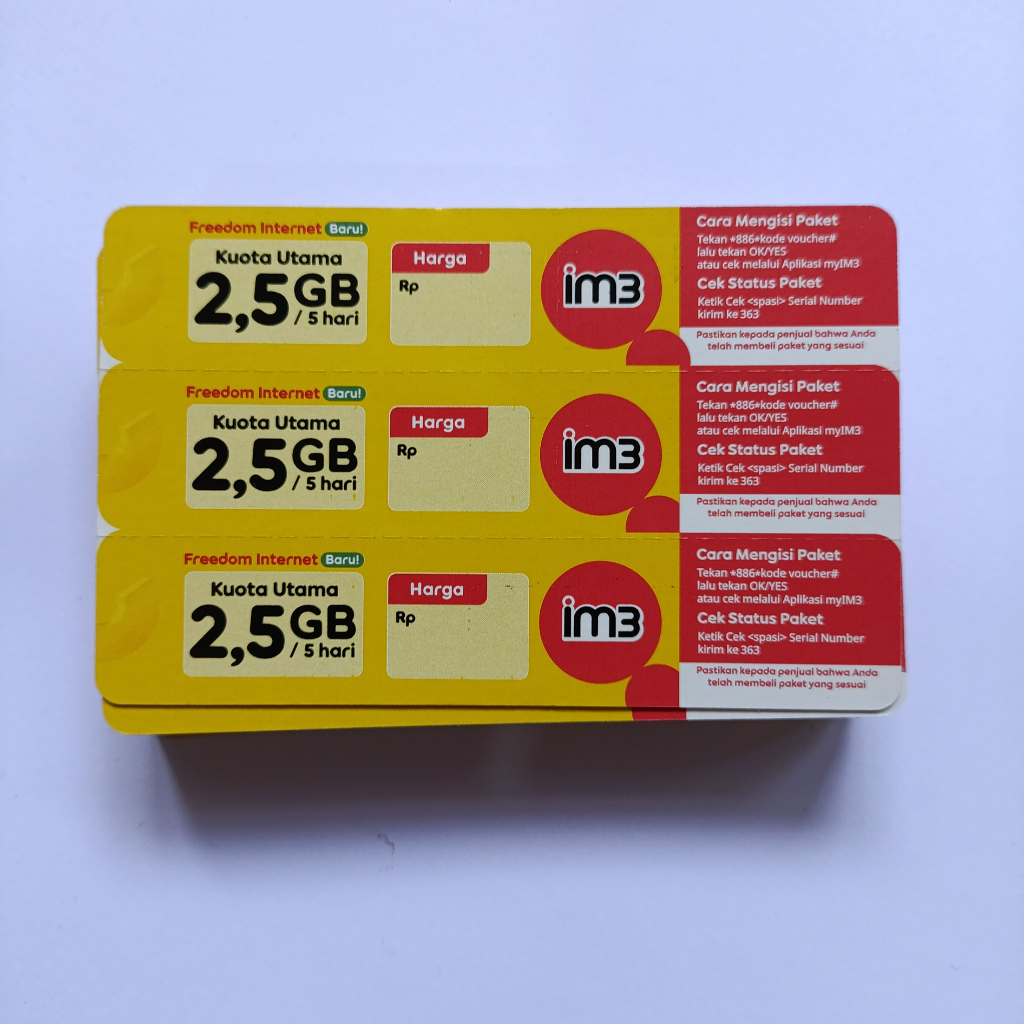 Freedom Internet Baru!
Kuota Utama
2,5 GB
/ 5 hari
Harga
Rp
im3
Cara Mengisi Paket
Tekan *886*kode voucher#
lalu tekan OK/YES
atau cek melalui Aplikasi myIM3
Cek Status Paket
Ketik Cek <spasi> Serial Number
kirim ke 363
Pastikan kepada penjual bahwa Anda
telah membeli paket yang sesuai
Freedom Internet Baru!
Kuota Utama
2,5 GB
/ 5 hari
Harga
Rp
im3
Cara Mengisi Paket
Tekan *886*kode voucher#
lalu tekan OK/YES
atau cek melalui Aplikasi myIM3
Cek Status Paket
Ketik Cek <spasi> Serial Number
kirim ke 363
Pastikan kepada penjual bahwa Anda
telah membeli paket yang sesuai
Freedom Internet Baru!
Kuota Utama
2,5 GB
/ 5 hari
Harga
Rp
im3
Cara Mengisi Paket
Tekan *886*kode voucher#
lalu tekan OK/YES
atau cek melalui Aplikasi myIM3
Cek Status Paket
Ketik Cek <spasi> Serial Number
kirim ke 363
Pastikan kepada penjual bahwa Anda
telah membeli paket yang sesuai